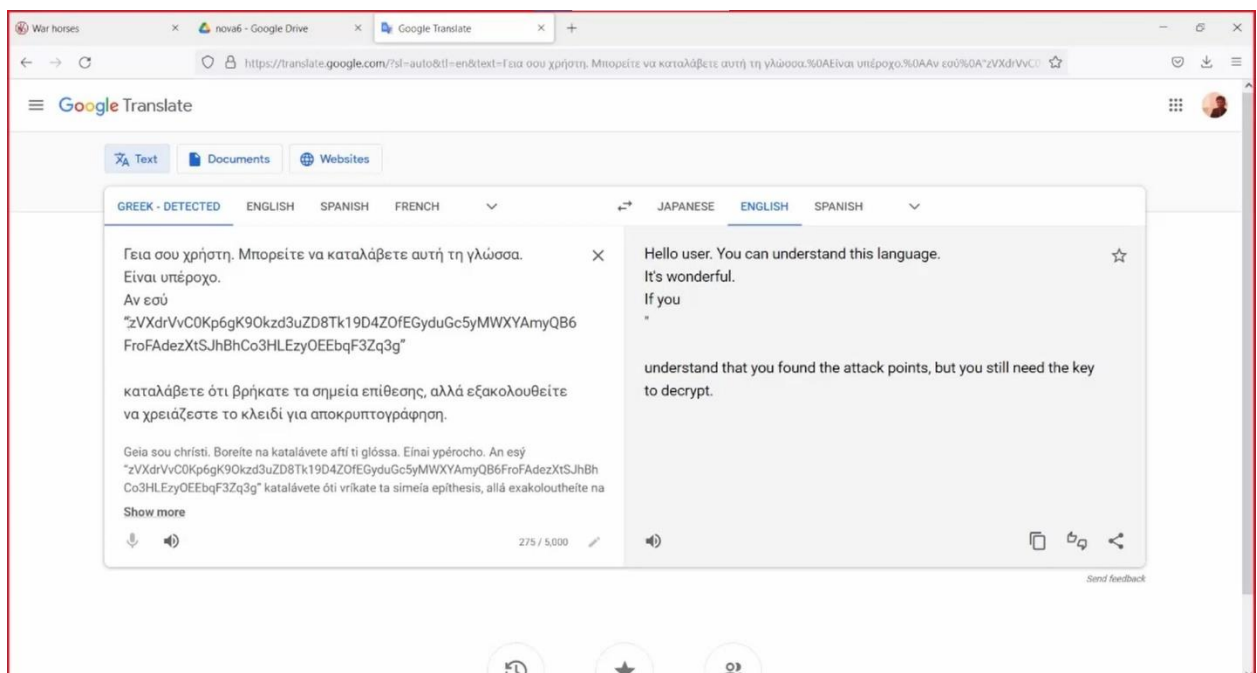 War horses
nova6 - Google Drive
Google Translate
https://translate.google.com/?sl=auto&tl=en&text=Γεια σου χρήστη. Μπορείτε να καταλάβετε αυτή τη γλώσσα.%0AΕίναι υπέροχο.%0AΑν εσύ%0A"zVXdrVvC0
Google Translate
Text
Documents
Websites
GREEK - DETECTED
ENGLISH
SPANISH
FRENCH
JAPANESE
ENGLISH
SPANISH
Γεια σου χρήστη. Μπορείτε να καταλάβετε αυτή τη γλώσσα.
Είναι υπέροχο.
Αν εσύ
"zVXdrVvC0Kp6gK9Okzd3uZD8Tk19D4ZOfEGyduGc5yMWXYAmyQB6
FroFAdezXtSJhBhCo3HLEzyOEEbqF3Zq3g"
καταλάβετε ότι βρήκατε τα σημεία επίθεσης, αλλά εξακολουθείτε
να χρειάζεστε το κλειδί για αποκρυπτογράφηση.
Geia sou christi. Boreíte na katalávete aftí ti glóssa. Eínai ypérocho. An esý
"zVXdrVvC0Kp6gK9Okzd3uZD8Tk19D4ZOfEGyduGc5yMWXYAmyQB6FroFAdezXtSJhBh
Co3HLEzyOEEbqF3Zq3g" katalávete óti vríkate ta simeía epíthesis, allá exakoloutheíte na
Show more
275 / 5,000
Hello user. You can understand this language.
It's wonderful.
If you
"
understand that you found the attack points, but you still need the key
to decrypt.
Send feedback